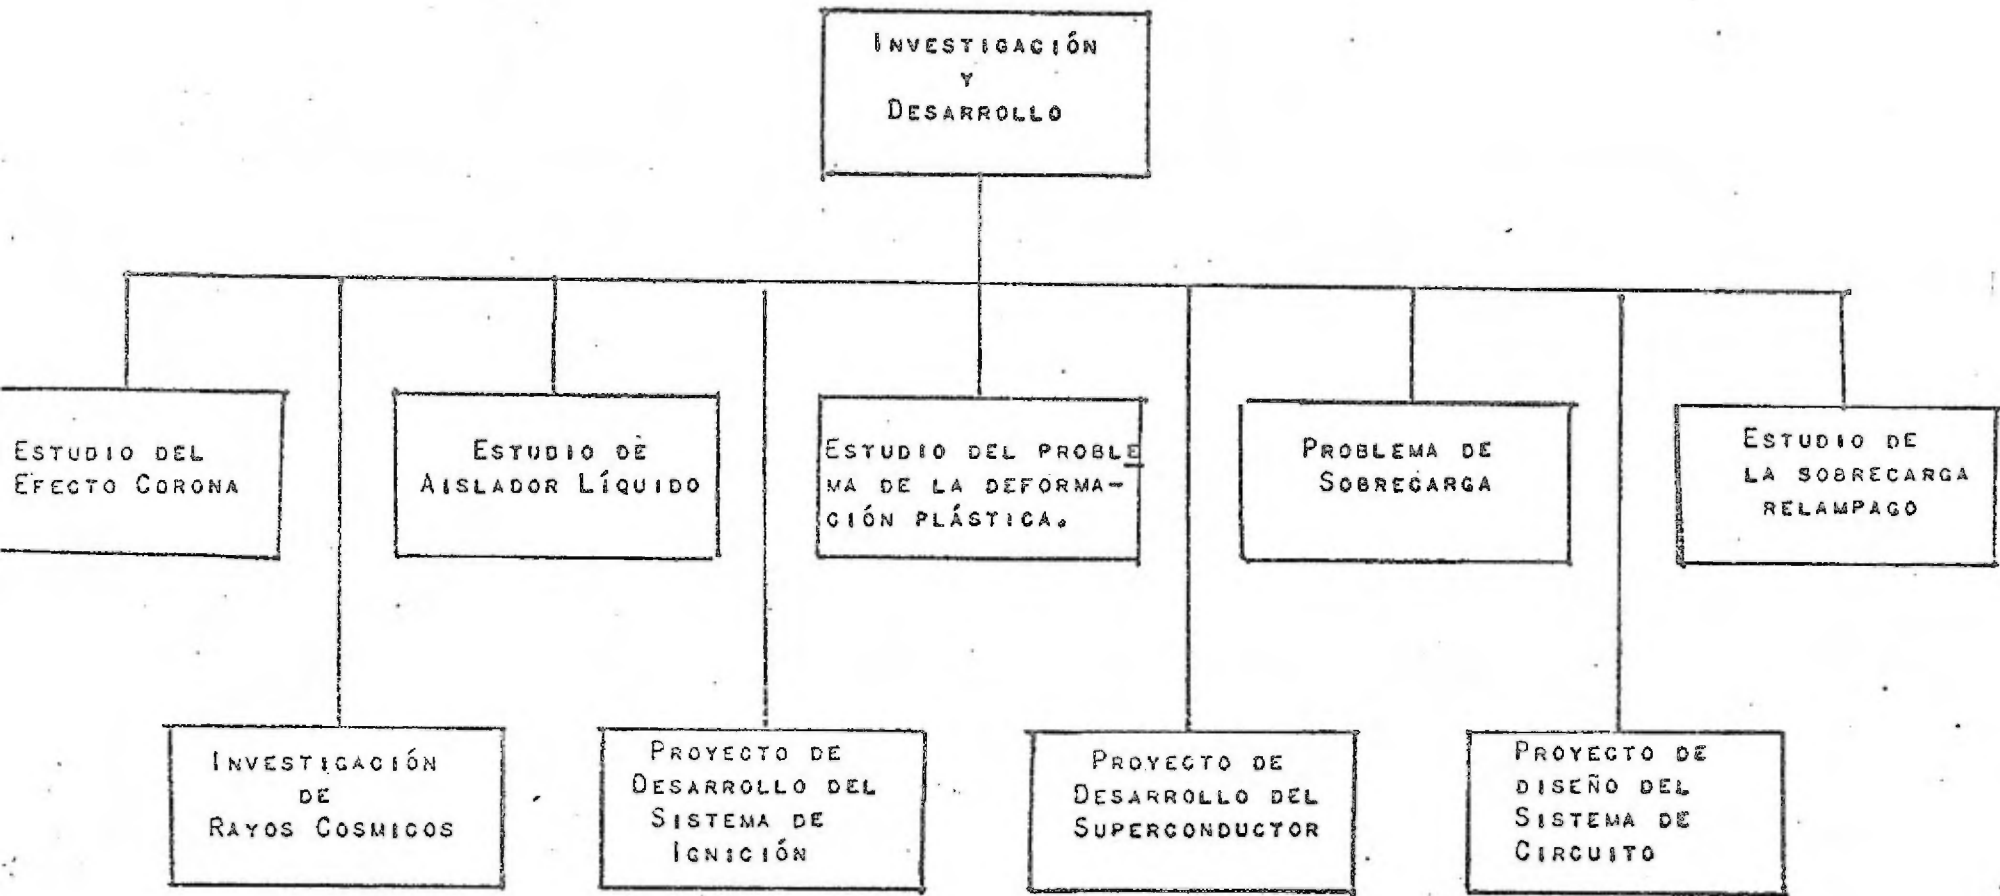 INVESTIGACIÓN
Y
DESARROLLO
ESTUDIO DEL
EFECTO CORONA
ESTUDIO DE
AISLADOR LÍQUIDO
ESTUDIO DEL PROBLE
MA DE LA DEFORMA-
CIÓN PLÁSTICA.
PROBLEMA DE
SOBRECARGA
ESTUDIO DE
LA SOBRECARGA
RELAMPAGO
INVESTIGACIÓN
DE
RAYOS COSMICOS
PROYECTO DE
DESARROLLO DEL
SISTEMA DE
IGNICIÓN
PROYECTO DE
DESARROLLO DEL
SUPERCONDUCTOR
PROYECTO DE
DISEÑO DEL
SISTEMA DE
CIRCUITO